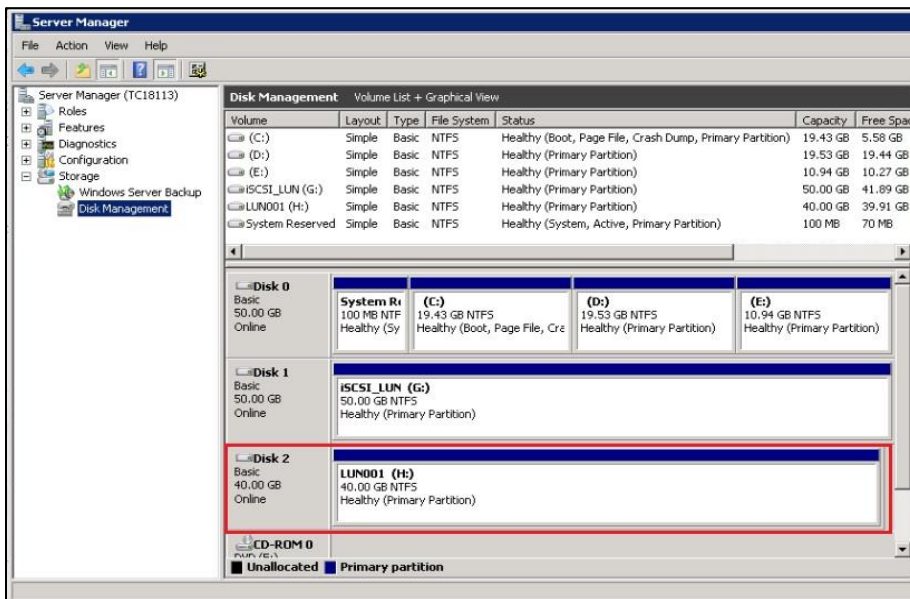 Server Manager
File Action View Help
Server Manager (TC18113)
Roles
Features
Diagnostics
Configuration
Storage
Windows Server Backup
Disk Management
Disk Management Volume List + Graphical View
Volume Layout Type File System Status Capacity Free Spac
(C:) Simple Basic NTFS Healthy (Boot, Page File, Crash Dump, Primary Partition) 19.43 GB 5.58 GB
(D:) Simple Basic NTFS Healthy (Primary Partition) 19.53 GB 19.44 GB
(E:) Simple Basic NTFS Healthy (Primary Partition) 10.94 GB 10.27 GB
iSCSI_LUN (G:) Simple Basic NTFS Healthy (Primary Partition) 50.00 GB 41.89 GB
LUN001 (H:) Simple Basic NTFS Healthy (Primary Partition) 40.00 GB 39.91 GB
System Reserved Simple Basic NTFS Healthy (System, Active, Primary Partition) 100 MB 70 MB
Disk 0
Basic
50.00 GB
Online
System Re
100 MB NTF
Healthy (Sy
(C:)
19.43 GB NTFS
Healthy (Boot, Page File, Cra
(D:)
19.53 GB NTFS
Healthy (Primary Partition)
(E:)
10.94 GB NTFS
Healthy (Primary Partition)
Disk 1
Basic
50.00 GB
Online
iSCSI_LUN (G:)
50.00 GB NTFS
Healthy (Primary Partition)
Disk 2
Basic
40.00 GB
Online
LUN001 (H:)
40.00 GB NTFS
Healthy (Primary Partition)
CD-ROM 0
Unallocated Primary partition